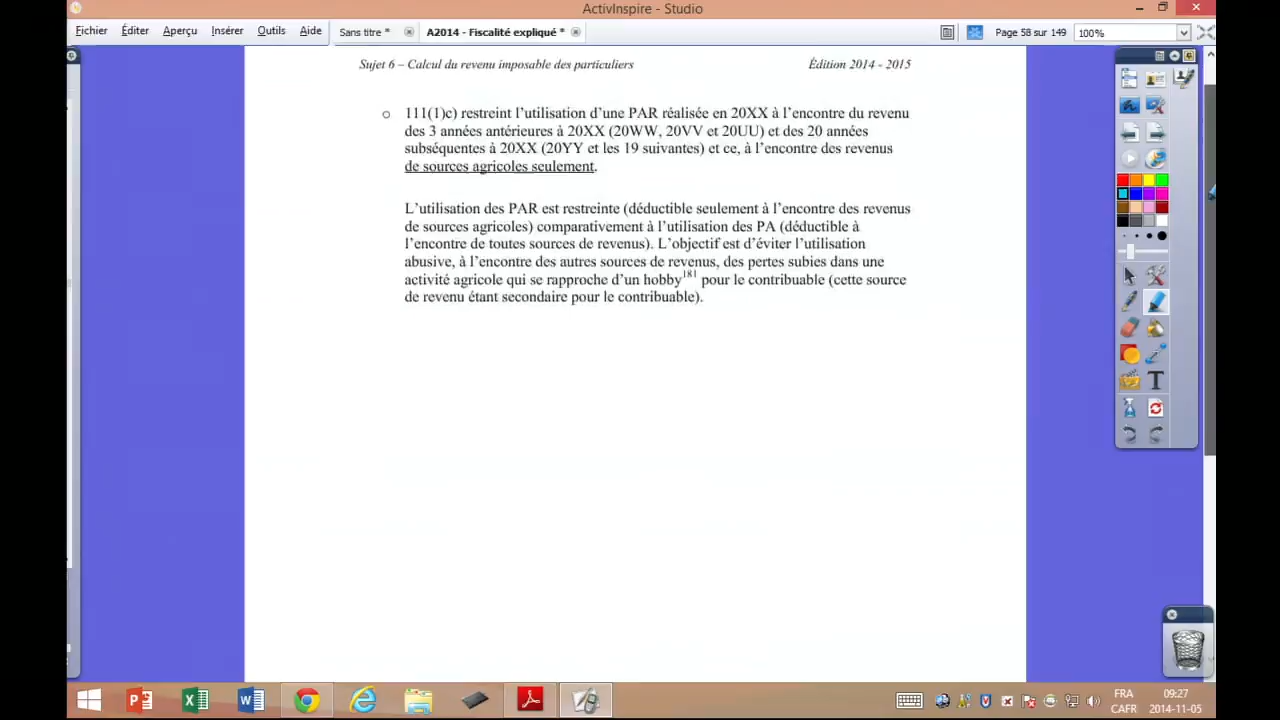 ActivInspire - Studio
Fichier Éditer Aperçu Insérer Outils Aide
Sans titre * A2014 - Fiscalité expliqué * Page 58 sur 149 100%
Sujet 6 – Calcul du revenu imposable des particuliers Édition 2014 - 2015
o 111(1)c) restreint l’utilisation d’une PAR réalisée en 20XX à l’encontre du revenu
des 3 années antérieures à 20XX (20WW, 20VV et 20UU) et des 20 années
subséquentes à 20XX (20YY et les 19 suivantes) et ce, à l’encontre des revenus
de sources agricoles seulement.
L’utilisation des PAR est restreinte (déductible seulement à l’encontre des revenus
de sources agricoles) comparativement à l’utilisation des PA (déductible à
l’encontre de toutes sources de revenus). L’objectif est d’éviter l’utilisation
abusive, à l’encontre des autres sources de revenus, des pertes subies dans une
activité agricole qui se rapproche d’un hobby181 pour le contribuable (cette source
de revenu étant secondaire pour le contribuable).
FRA
CAFR
09:27
2014-11-05